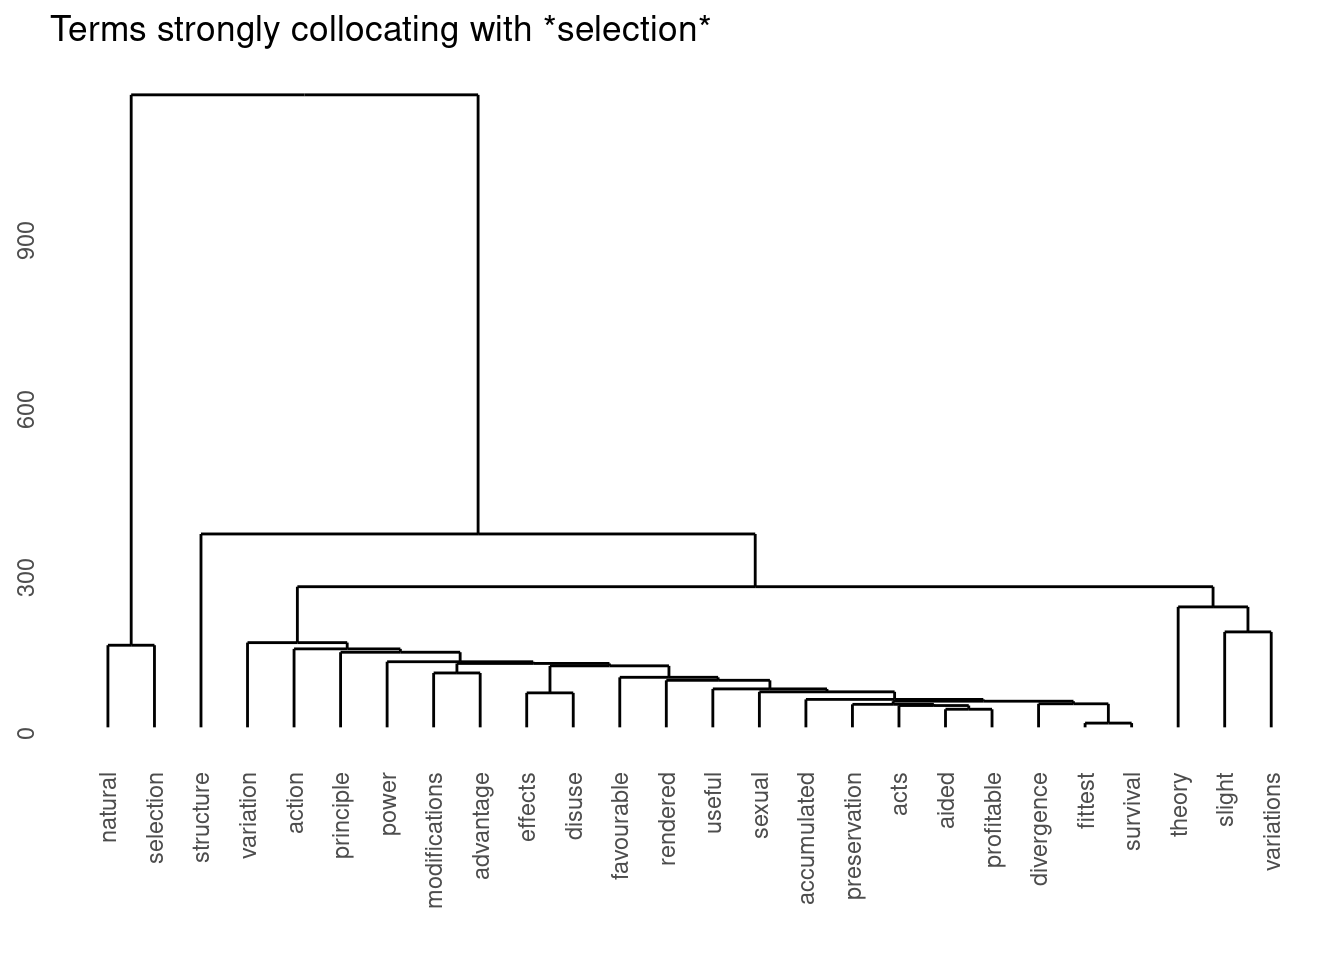 Terms strongly collocating with *selection*
900
600
300
0
natural
selection
structure
variation
action
principle
power
modifications
advantage
effects
disuse
favourable
rendered
useful
sexual
accumulated
preservation
acts
aided
profitable
divergence
fittest
survival
theory
slight
variations